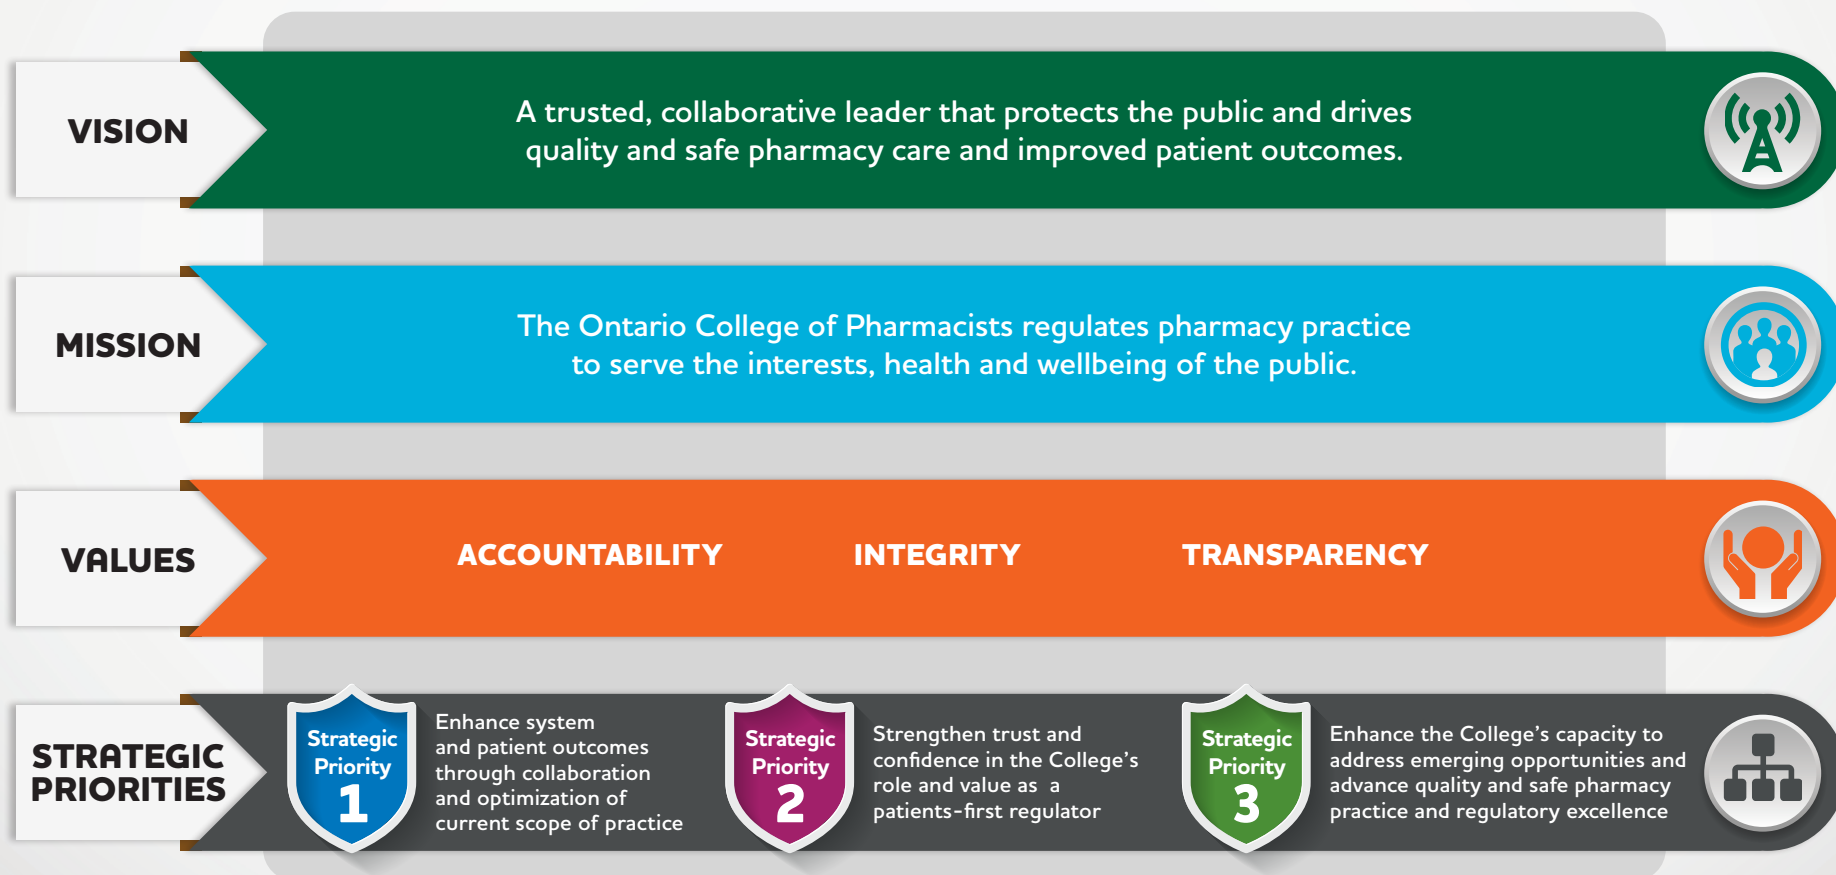 VISION
A trusted, collaborative leader that protects the public and drives
quality and safe pharmacy care and improved patient outcomes.
MISSION
The Ontario College of Pharmacists regulates pharmacy practice
to serve the interests, health and wellbeing of the public.
VALUES
ACCOUNTABILITY
INTEGRITY
TRANSPARENCY
STRATEGIC
PRIORITIES
Strategic
Priority
1
Enhance system
and patient outcomes
through collaboration
and optimization of
current scope of practice
Strategic
Priority
2
Strengthen trust and
confidence in the College's
role and value as a
patients-first regulator
Strategic
Priority
3
Enhance the College's capacity to
address emerging opportunities and
advance quality and safe pharmacy
practice and regulatory excellence